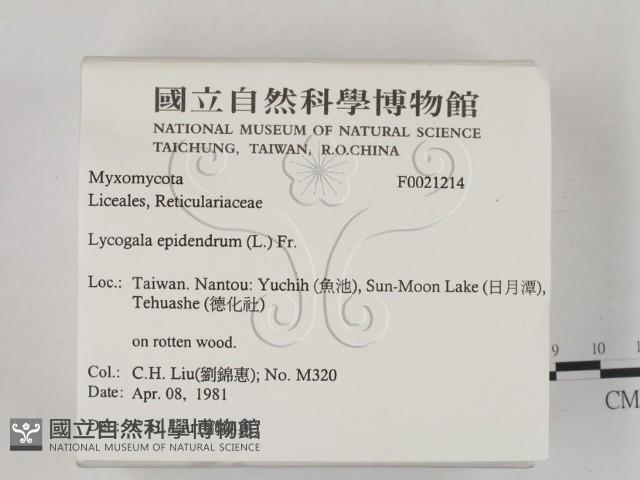 國立自然科學博物館
NATIONAL MUSEUM OF NATURAL SCIENCE
TAICHUNG, TAIWAN, R.O.CHINA
Myxomycota F0021214
Liceales, Reticulariaceae
Lycogala epidendrum (L.) Fr.
Loc.: Taiwan. Nantou: Yuchih (魚池), Sun-Moon Lake (日月潭),
Tehuashe (德化社)
on rotten wood.
Col.: C.H. Liu(劉錦惠); No. M320
Date: Apr. 08, 1981
國立自然科學博物館
NATIONAL MUSEUM OF NATURAL SCIENCE
9 10
CM